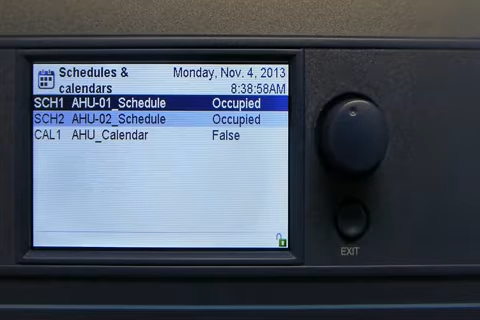 Schedules & Monday, Nov. 4, 2013
calendars 8:38:58AM
SCH1 AHU-01_Schedule Occupied
SCH2 AHU-02_Schedule Occupied
CAL1 AHU_Calendar False
EXIT